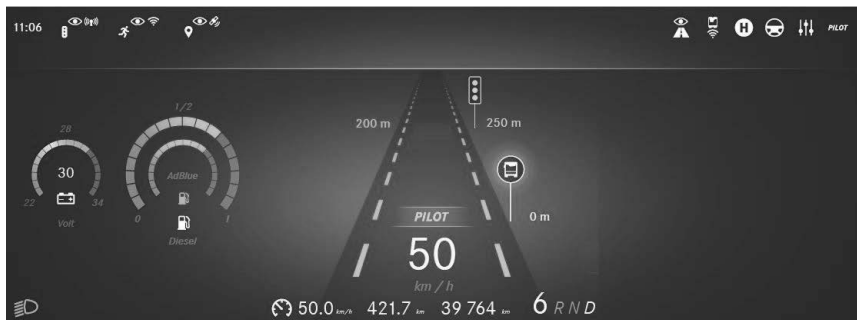 11:06
H
PILOT
1/2
200 m
250 m
28
30
AdBlue
22
34
0
1
Volt
Diesel
PILOT
0 m
50
km / h
50.0 km/h 421.7 km 39 764 km 6 R N D